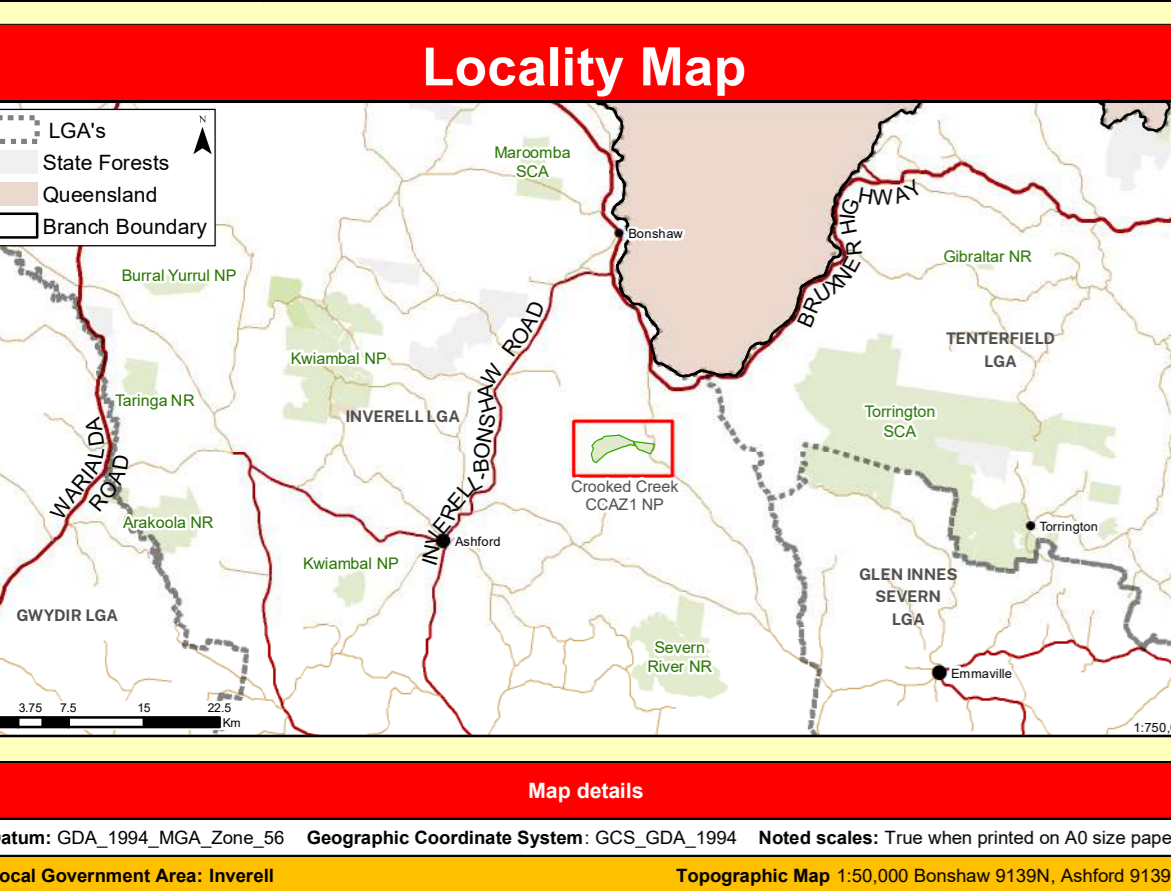 Locality Map
N
LGA's
State Forests
Queensland
Branch Boundary
Maroomba
SCA
Bonshaw
BRUXNER HIGHWAY
Gibraltar NR
Burral Yurrul NP
Kwiambal NP
INVERELL-BONSHAW ROAD
TENTERFIELD
LGA
Taringa NR
INVERELL LGA
Torrington
SCA
WARIALDA
ROAD
Crooked Creek
CCAZ1 NP
Arakoola NR
Ashford
Torrington
Kwiambal NP
GLEN INNES
SEVERN
LGA
GWYDIR LGA
Severn
River NR
Emmaville
3.75 7.5 15 22.5
Km
1:750,
Map details
atum: GDA_1994_MGA_Zone_56 Geographic Coordinate System: GCS_GDA_1994 Noted scales: True when printed on A0 size pape
ocal Government Area: Inverell Topographic Map 1:50,000 Bonshaw 9139N, Ashford 9139